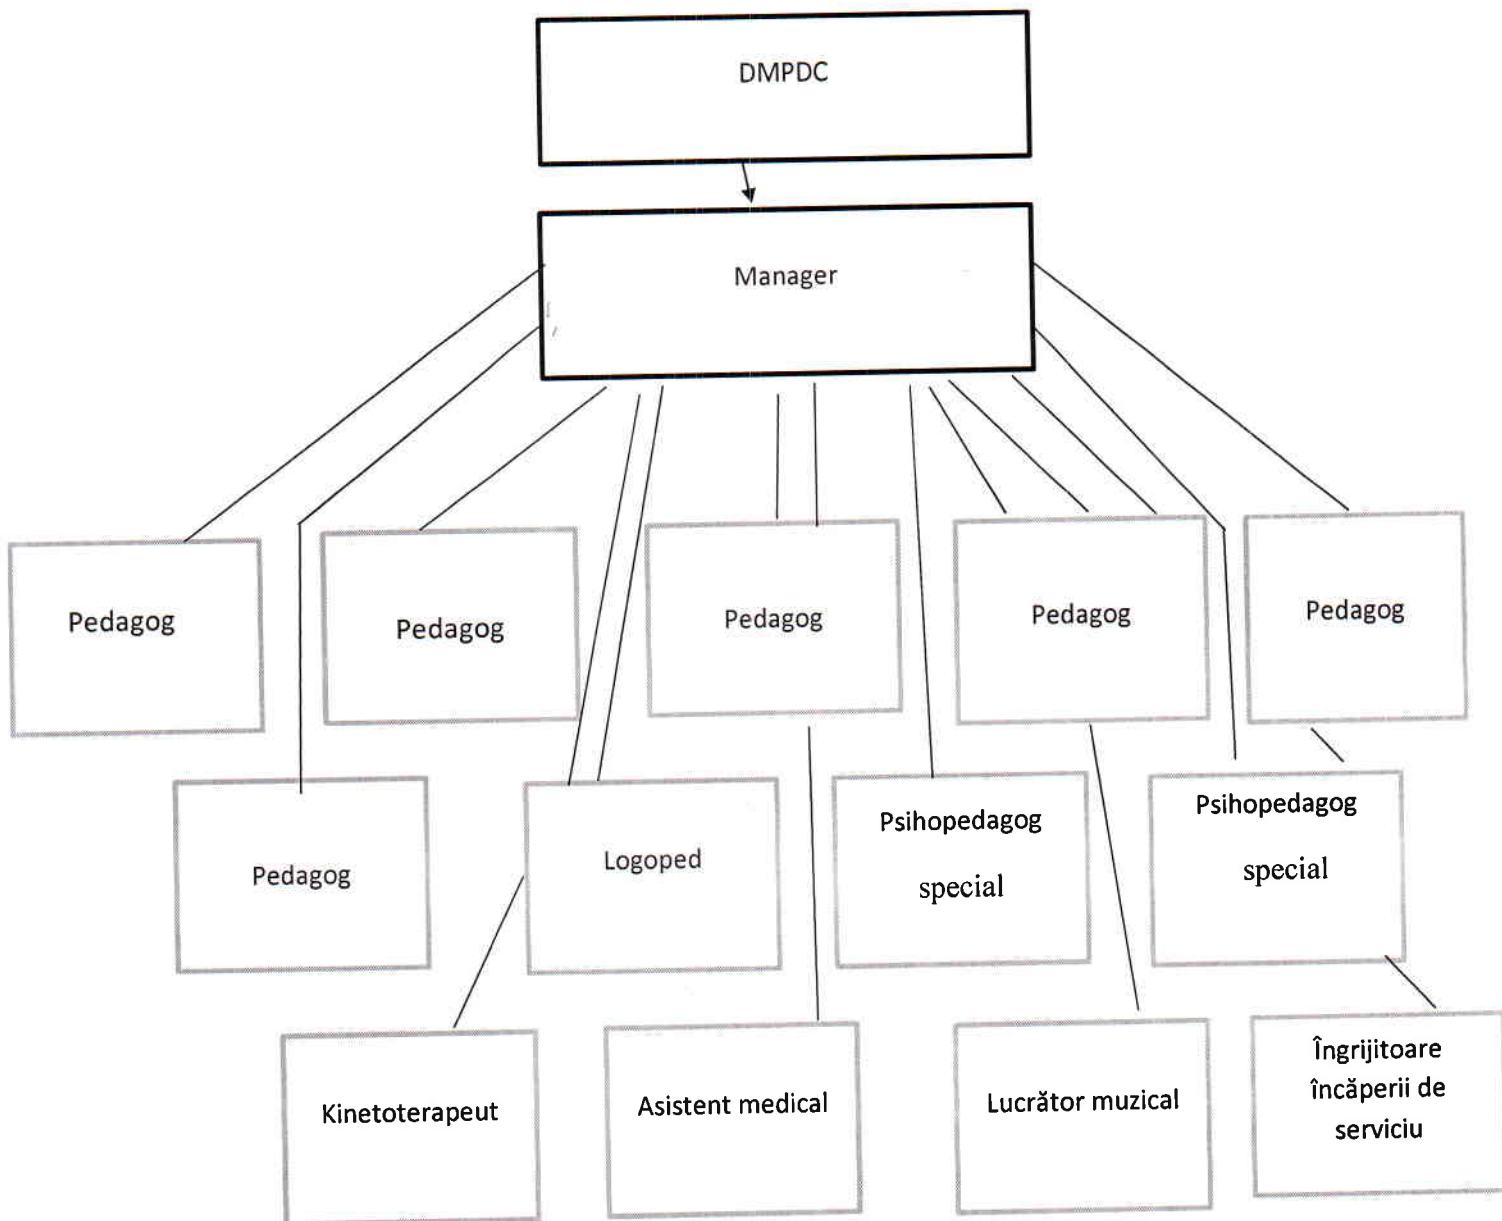 DMPDC
Manager
Pedagog
Pedagog
Pedagog
Pedagog
Pedagog
Pedagog
Logoped
Psihopedagog
special
Psihopedagog
special
Kinetoterapeut
Asistent medical
Lucrător muzical
Îngrijitoare
încăperii de
serviciu